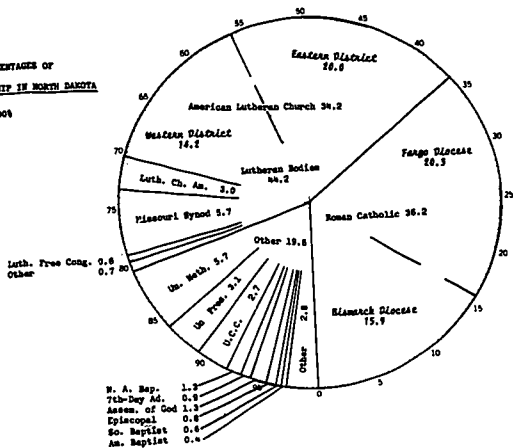 ENTAGES OF
IP IN NORTH DAKOTA
00%
50
55
45
60
40
65
35
70
30
75
25
80
20
85
15
90
10
95
5
0
Eastern District
20.0
American Lutheran Church 34.2
Western District
14.2
Lutheran Bodies
44.2
Luth. Ch. Am. 3.0
Missouri Synod 5.7
Luth. Free Cong. 0.6
Other 0.7
Fargo Diocese
20.3
Roman Catholic 36.2
Bismarck Diocese
15.9
Other 19.6
Un. Meth. 5.7
Un Pres. 3.1
U.C.C. 2.7
Other 2.8
N. A. Bap. 1.3
7th-Day Ad. 0.9
Assem. of God 1.3
Episcopal 0.8
So. Baptist 0.6
Am. Baptist 0.4